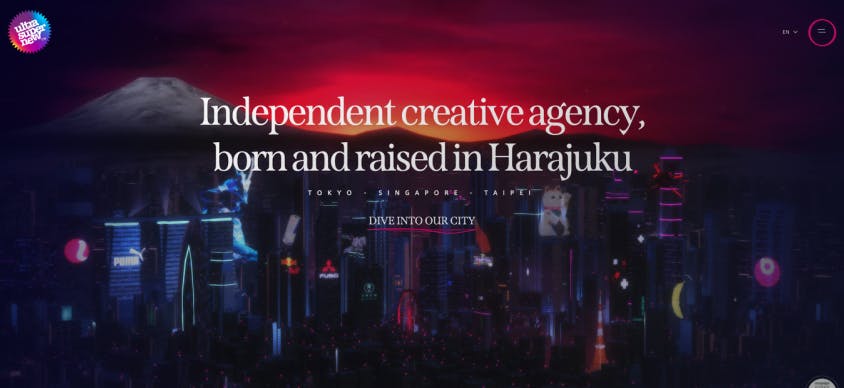 ultra
super
new
EN
Independent creative agency,
born and raised in Harajuku
TOKYO · SINGAPORE · TAIPEI
DIVE INTO OUR CITY
PUMA
FUSO